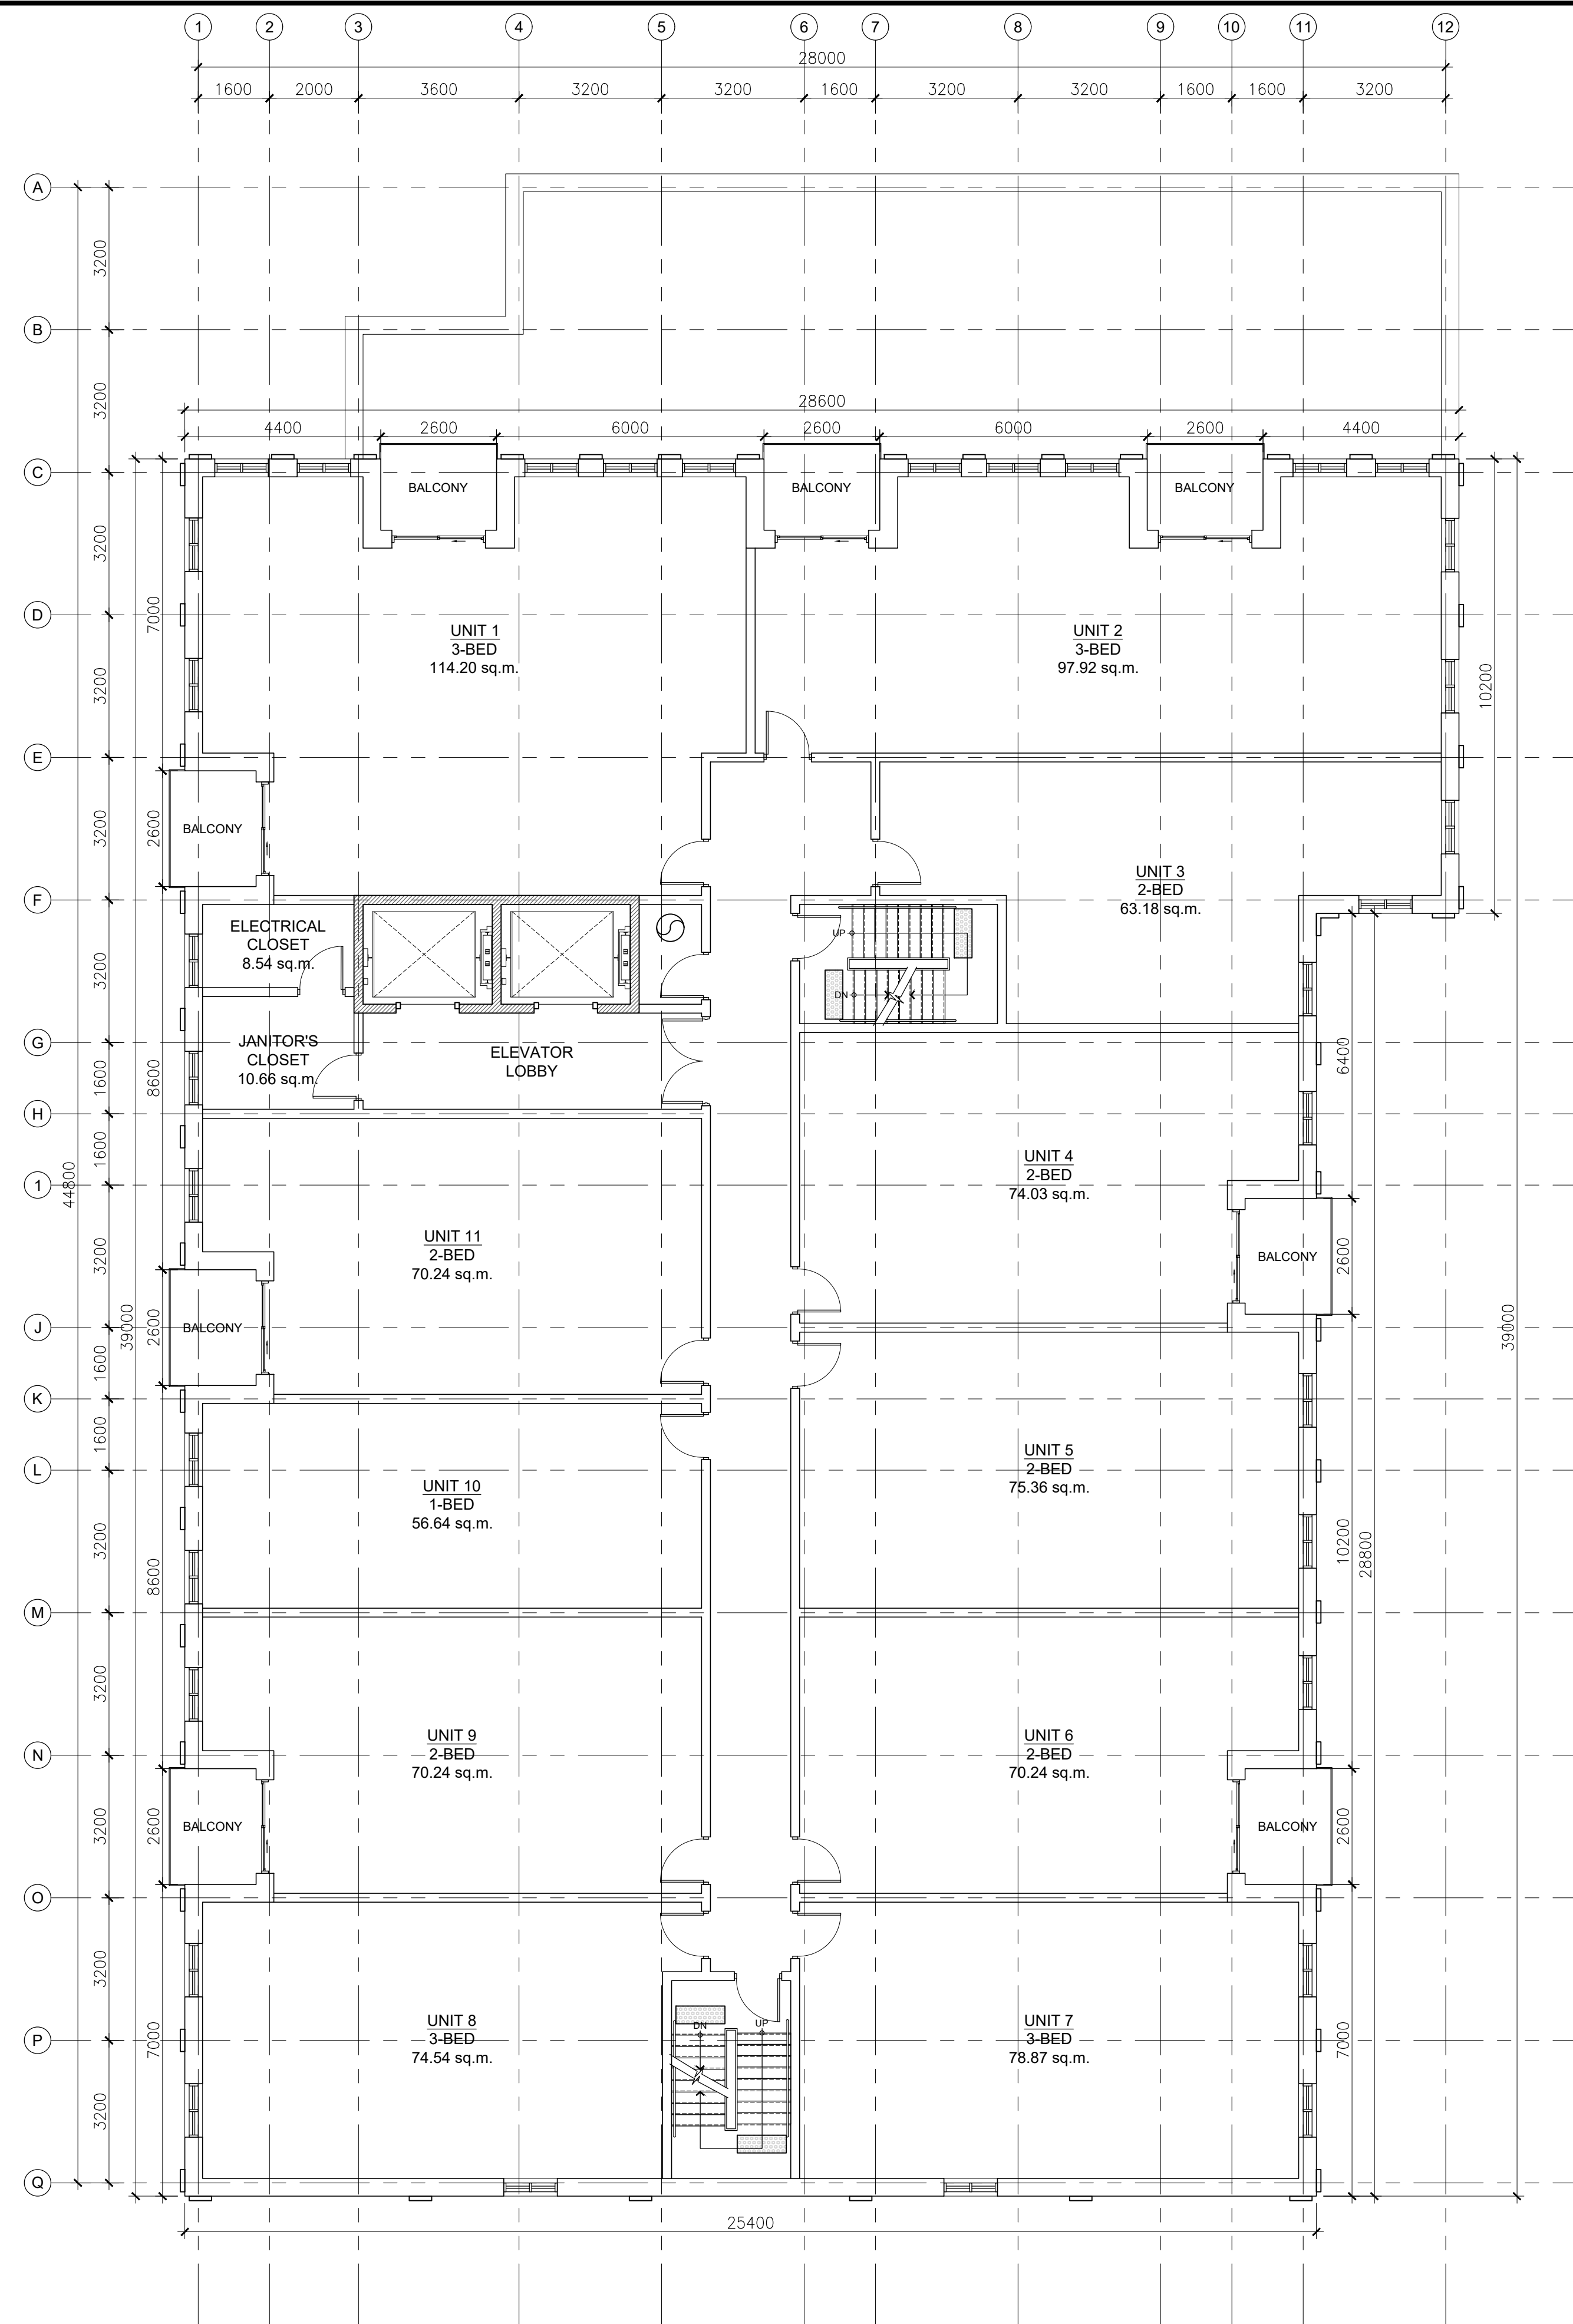 1 2 3 4 5 6 7 8 9 10 11 12
28000
1600 2000 3600 3200 3200 1600 3200 3200 1600 1600 3200
A
3200
B
3200
28600
4400 2600 6000 2600 6000 2600 4400
C
BALCONY BALCONY BALCONY
3200
7000
D
UNIT 1
3-BED
114.20 sq.m.
UNIT 2
3-BED
97.92 sq.m.
3200
10200
E
3200
2600
BALCONY
F
UNIT 3
2-BED
63.18 sq.m.
ELECTRICAL
CLOSET
8.54 sq.m.
UP
DN
3200
G
JANITOR'S
CLOSET
10.66 sq.m.
ELEVATOR
LOBBY
1600
8600
6400
H
1600
44800
1
UNIT 4
2-BED
74.03 sq.m.
UNIT 11
2-BED
70.24 sq.m.
3200
BALCONY
2600
39000
J
BALCONY
2600
39000
1600
K
1600
L
UNIT 5
2-BED
75.36 sq.m.
UNIT 10
1-BED
56.64 sq.m.
3200
8600
10200
28800
M
3200
N
UNIT 9
2-BED
70.24 sq.m.
UNIT 6
2-BED
70.24 sq.m.
3200
2600
BALCONY
BALCONY
2600
O
3200
P
7000
UNIT 8
3-BED
74.54 sq.m.
DN UP
UNIT 7
3-BED
78.87 sq.m.
7000
3200
Q
25400